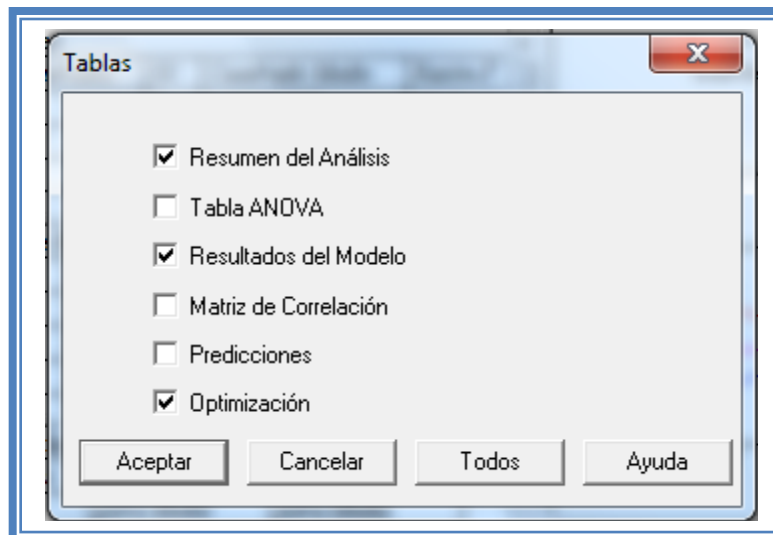 Tablas
Resumen del Análisis
Tabla ANOVA
Resultados del Modelo
Matriz de Correlación
Predicciones
Optimización
Aceptar Cancelar Todos Ayuda